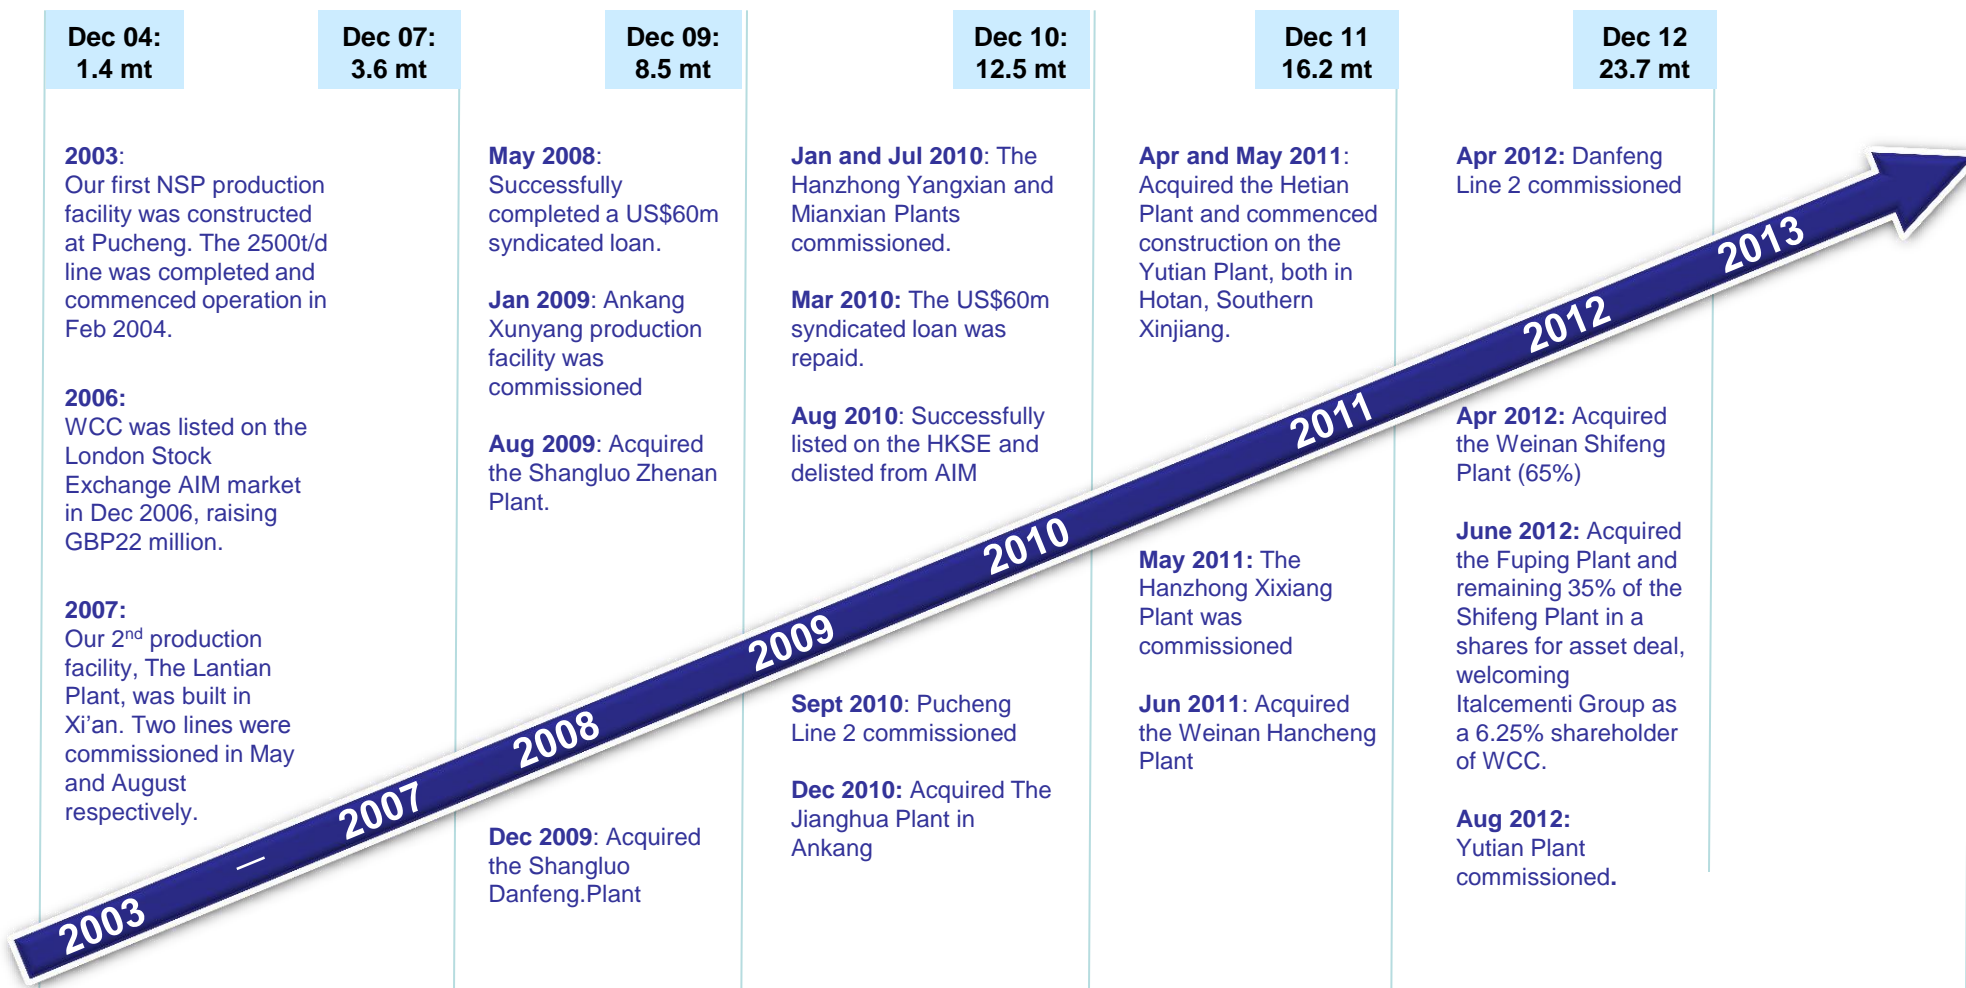 Dec 04:
1.4 mt
Dec 07:
3.6 mt
Dec 09:
8.5 mt
Dec 10:
12.5 mt
Dec 11
16.2 mt
Dec 12
23.7 mt
2003:
Our first NSP production
facility was constructed
at Pucheng. The 2500t/d
line was completed and
commenced operation in
Feb 2004.
2006:
WCC was listed on the
London Stock
Exchange AIM market
in Dec 2006, raising
GBP22 million.
2007:
Our 2nd production
facility, The Lantian
Plant, was built in
Xi’an. Two lines were
commissioned in May
and August
respectively.
May 2008:
Successfully
completed a US$60m
syndicated loan.
Jan 2009: Ankang
Xunyang production
facility was
commissioned
Aug 2009: Acquired
the Shangluo Zhenan
Plant.
Dec 2009: Acquired
the Shangluo
Danfeng.Plant
Jan and Jul 2010: The
Hanzhong Yangxian and
Mianxian Plants
commissioned.
Mar 2010: The US$60m
syndicated loan was
repaid.
Aug 2010: Successfully
listed on the HKSE and
delisted from AIM
Sept 2010: Pucheng
Line 2 commissioned
Dec 2010: Acquired The
Jianghua Plant in
Ankang
Apr and May 2011:
Acquired the Hetian
Plant and commenced
construction on the
Yutian Plant, both in
Hotan, Southern
Xinjiang.
May 2011: The
Hanzhong Xixiang
Plant was
commissioned
Jun 2011: Acquired
the Weinan Hancheng
Plant
Apr 2012: Danfeng
Line 2 commissioned
Apr 2012: Acquired
the Weinan Shifeng
Plant (65%)
June 2012: Acquired
the Fuping Plant and
remaining 35% of the
Shifeng Plant in a
shares for asset deal,
welcoming
Italcementi Group as
a 6.25% shareholder
of WCC.
Aug 2012:
Yutian Plant
commissioned.
2003 — 2007 2008 2009 2010 2011 2012 2013